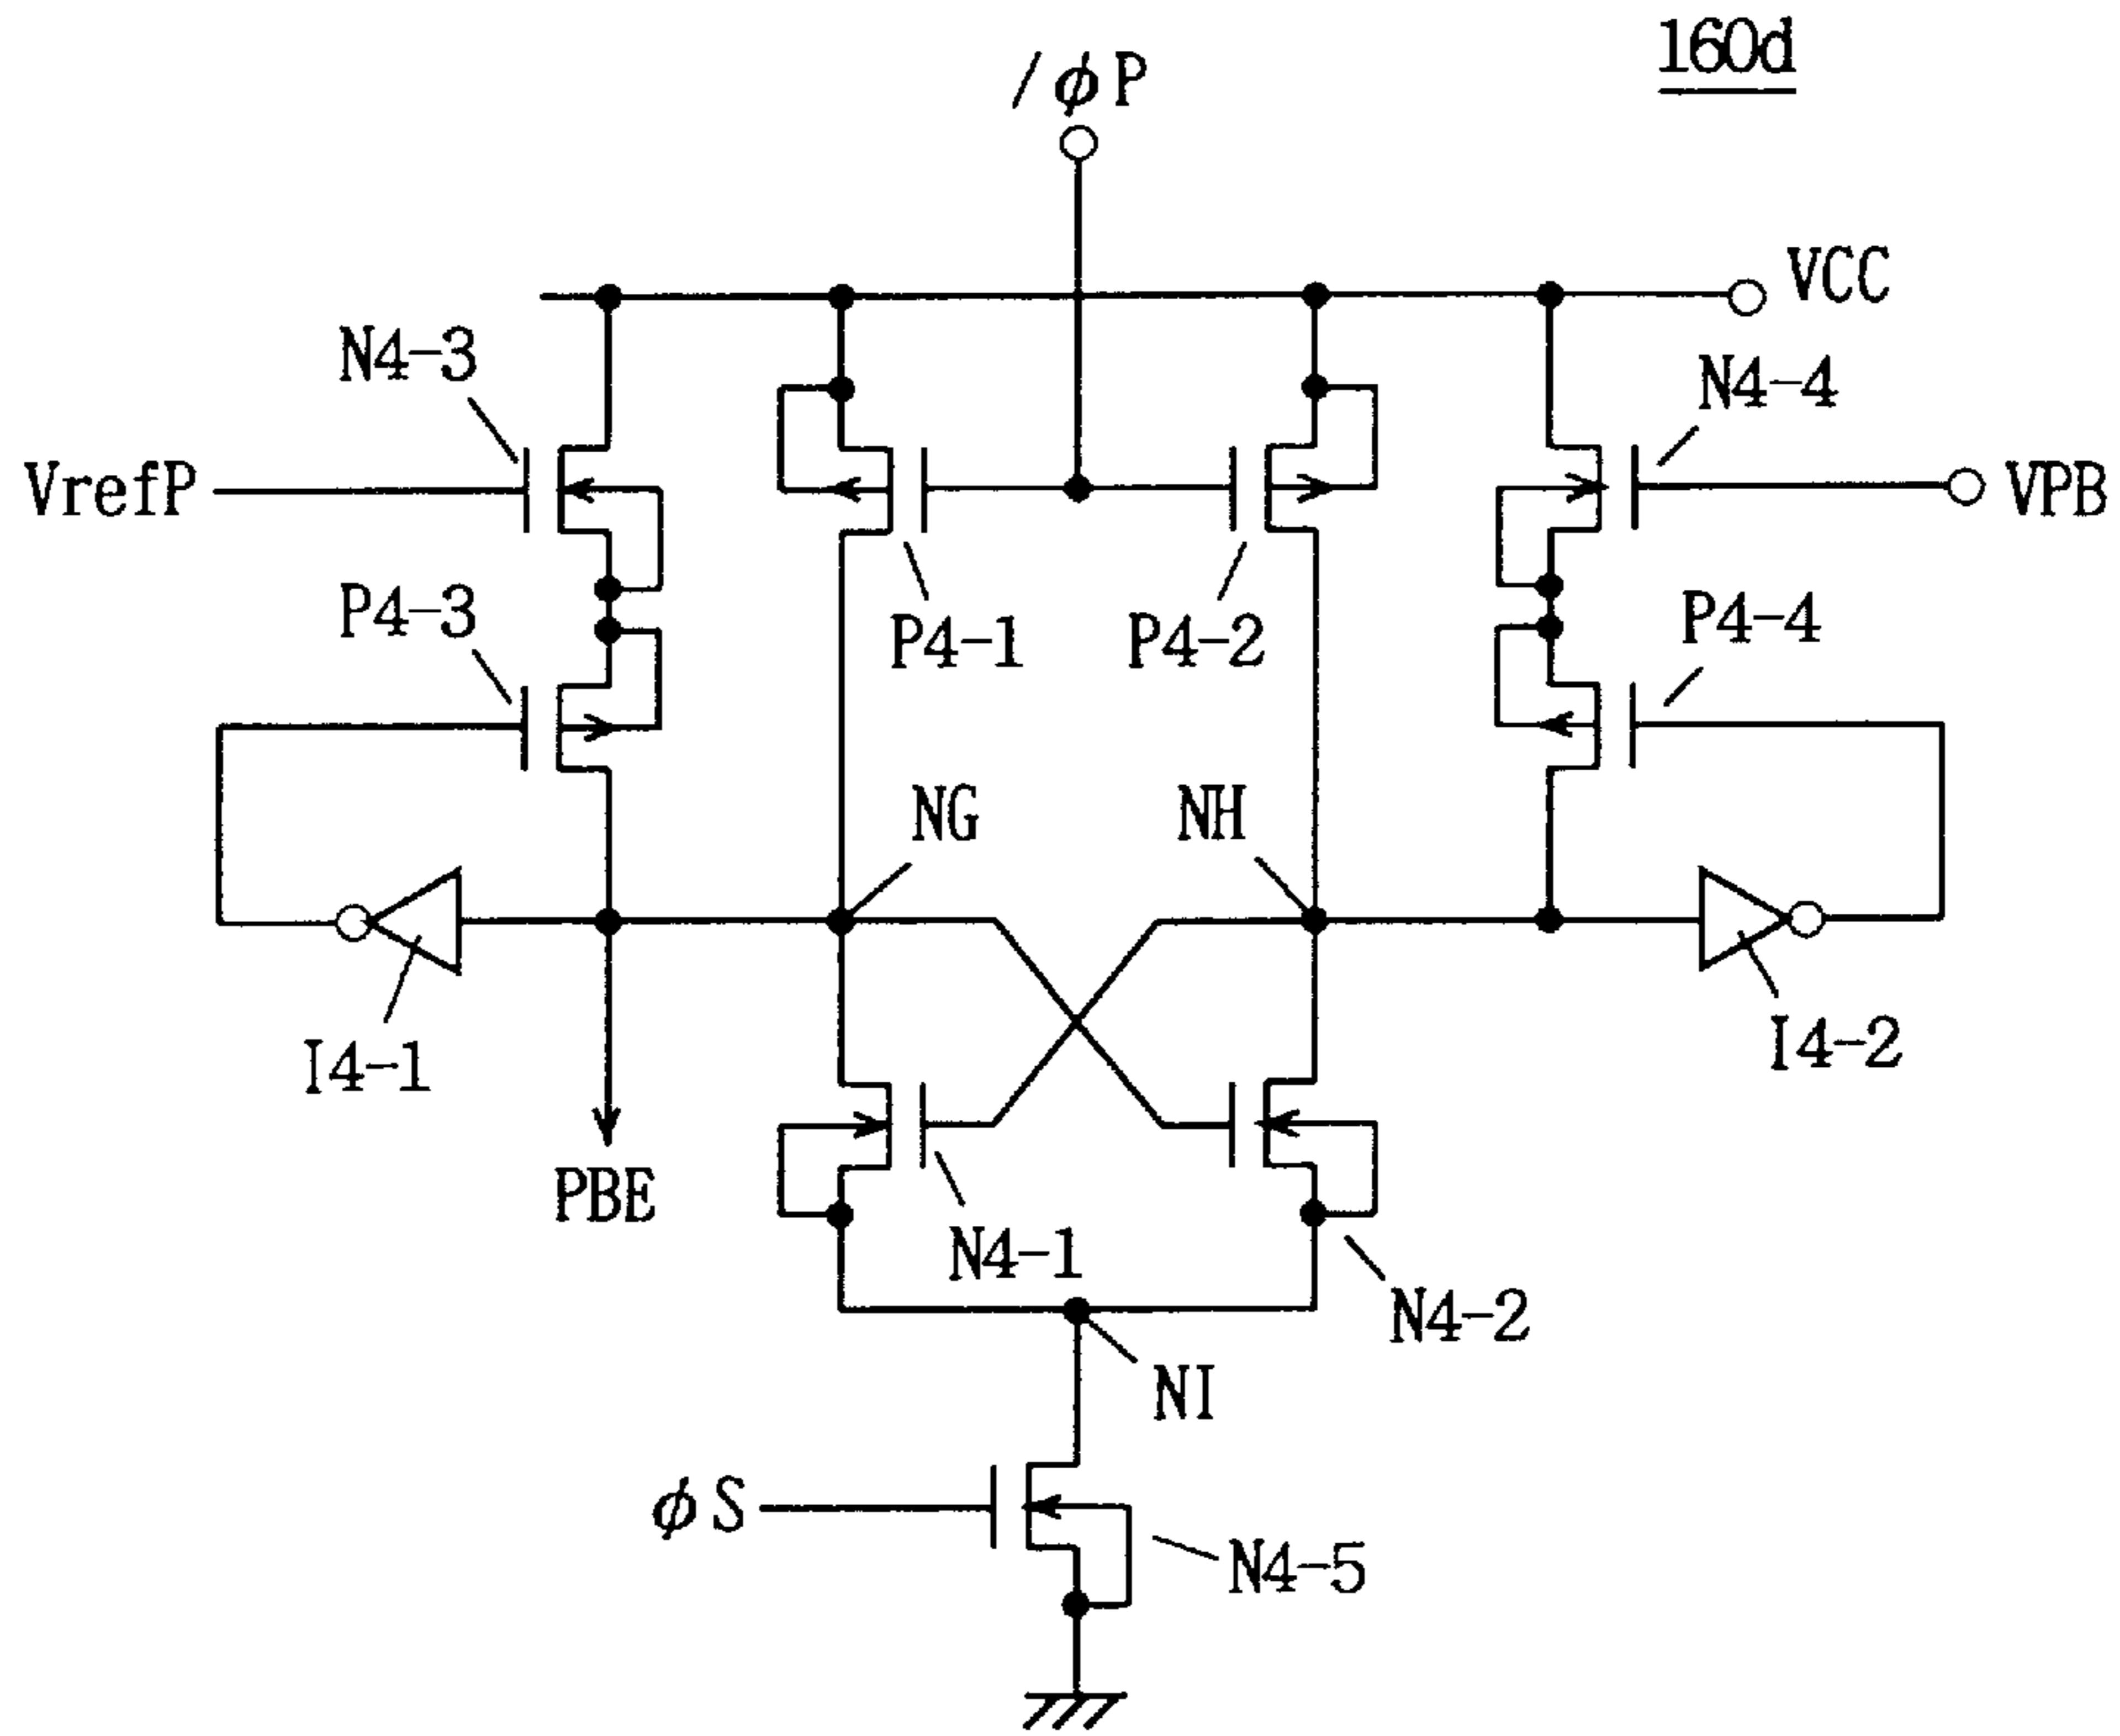 160d
/φP
VCC
N4-3
N4-4
VrefP
VPB
P4-3
P4-1
P4-2
P4-4
NG
NH
I4-1
I4-2
PBE
N4-1
N4-2
NI
φS
N4-5